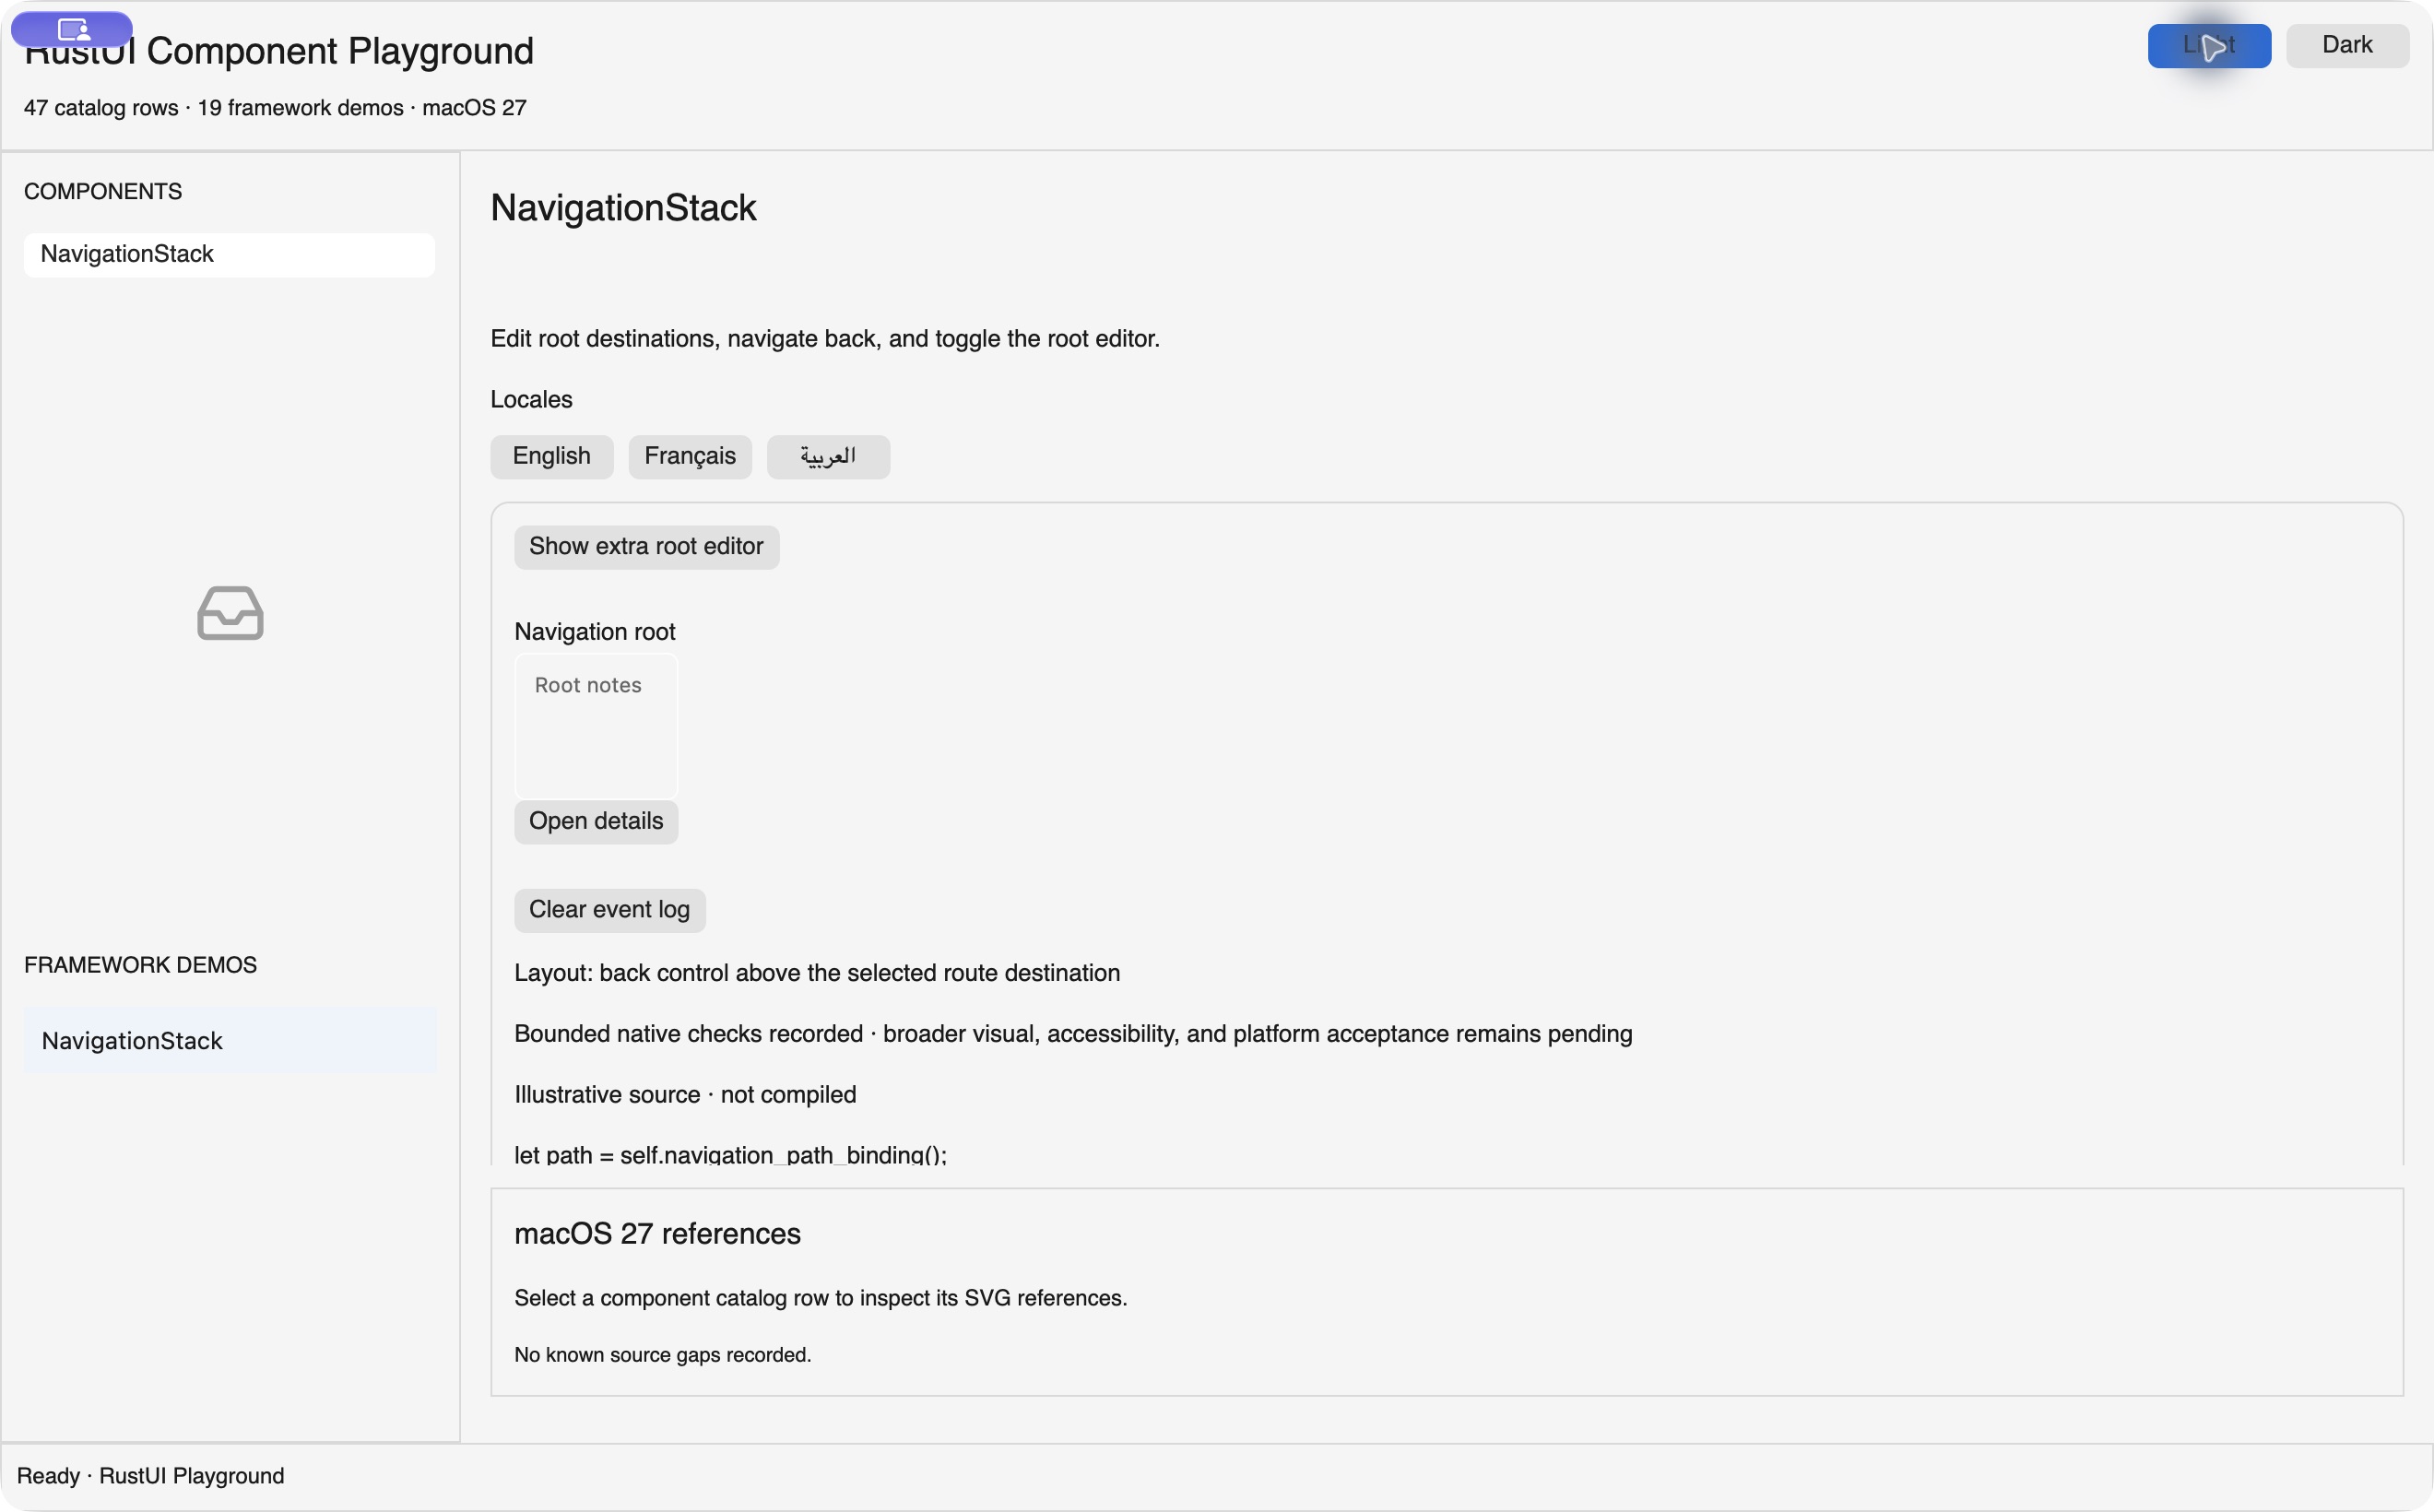 RustUI Component Playground
47 catalog rows · 19 framework demos · macOS 27
Light
Dark
COMPONENTS
NavigationStack
FRAMEWORK DEMOS
NavigationStack
NavigationStack
Edit root destinations, navigate back, and toggle the root editor.
Locales
English
Français
العربية
Show extra root editor
Navigation root
Root notes
Open details
Clear event log
Layout: back control above the selected route destination
Bounded native checks recorded · broader visual, accessibility, and platform acceptance remains pending
Illustrative source · not compiled
let path = self.navigation_path_binding();
macOS 27 references
Select a component catalog row to inspect its SVG references.
No known source gaps recorded.
Ready · RustUI Playground